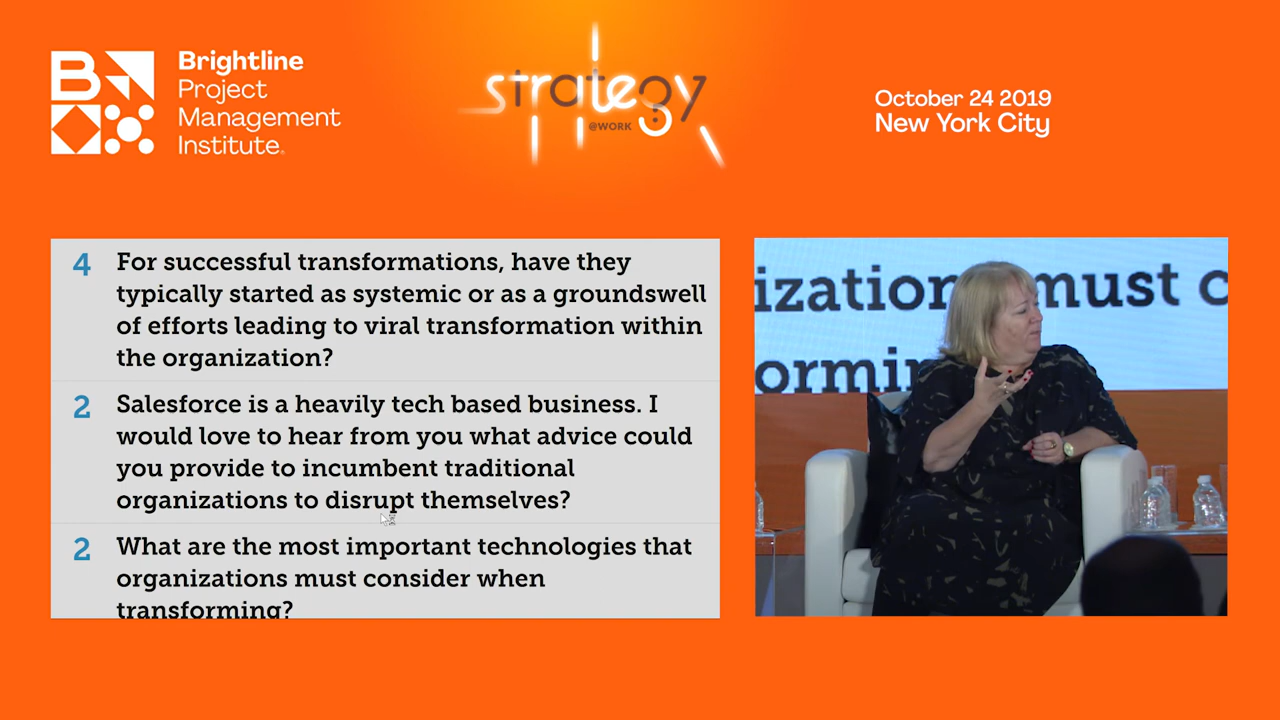 Brightline
Project
Management
Institute.
strategy
@WORK
October 24 2019
New York City
4 For successful transformations, have they
typically started as systemic or as a groundswell
of efforts leading to viral transformation within
the organization?
2 Salesforce is a heavily tech based business. I
would love to hear from you what advice could
you provide to incumbent traditional
organizations to disrupt themselves?
2 What are the most important technologies that
organizations must consider when
transforming?
ization must c
ormin